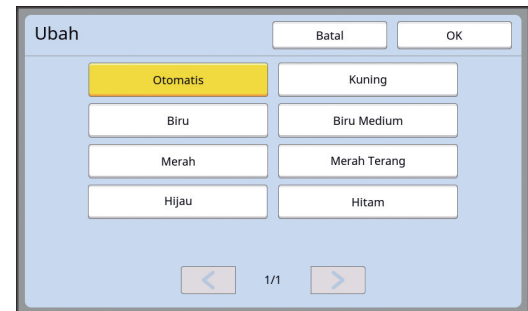 Ubah
Batal
OK
Otomatis
Kuning
Biru
Biru Medium
Merah
Merah Terang
Hijau
Hitam
1/1